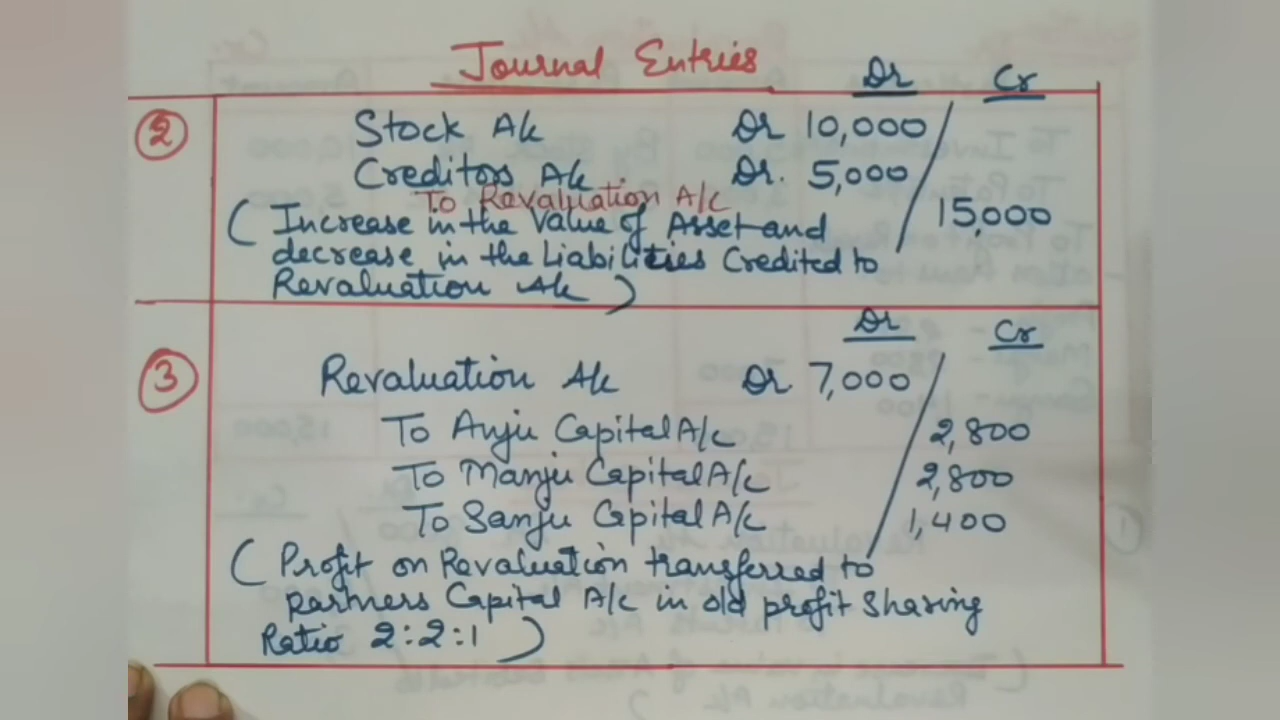 Journal Entries
Dr Cr
2 Stock A/c Dr 10,000
Creditors A/c Dr. 5,000
To Revaluation A/c 15,000
( Increase in the Value of Asset and
decrease in the Liabilities Credited to
Revaluation A/c )
Dr Cr
3 Revaluation A/c Dr. 7,000
To Anju Capital A/c 2,800
To Manju Capital A/c 2,800
To Sanju Capital A/c 1,400
( Profit on Revaluation transferred to
Partners Capital A/c in old profit Sharing
Ratio 2:2:1 )